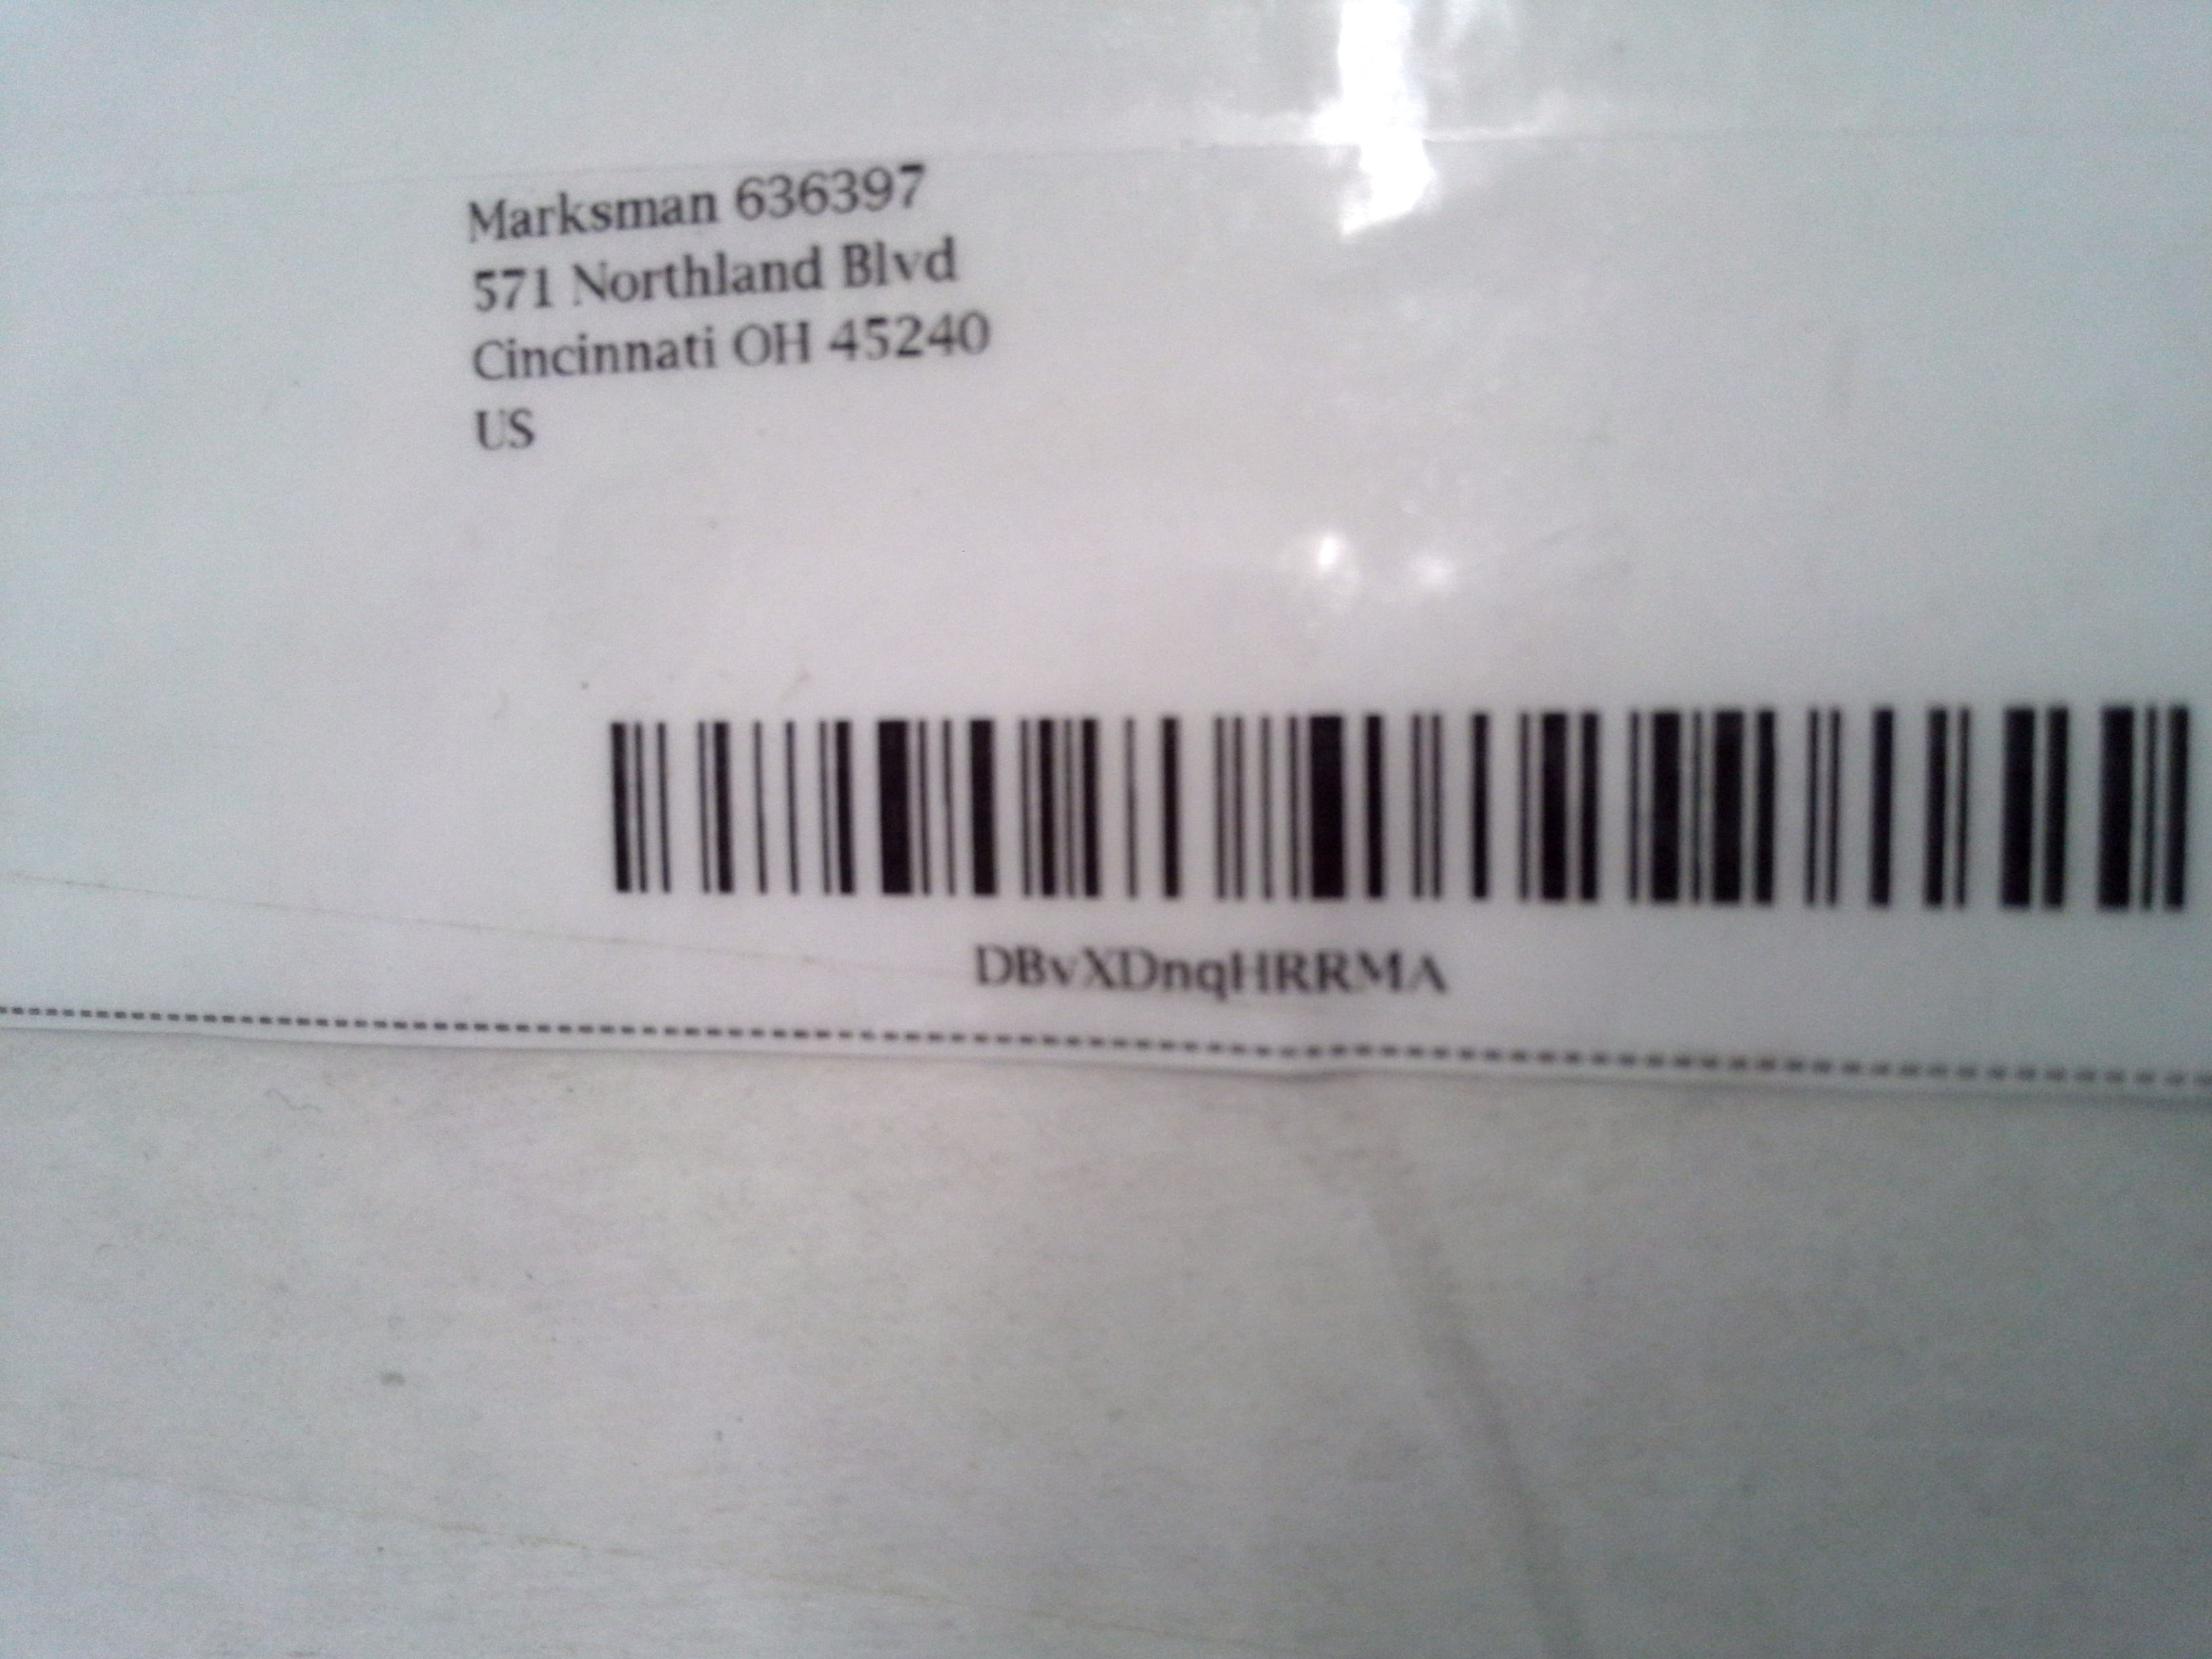 Marksman 636397
571 Northland Blvd
Cincinnati OH 45240
US
DBvXDnqHRRMA